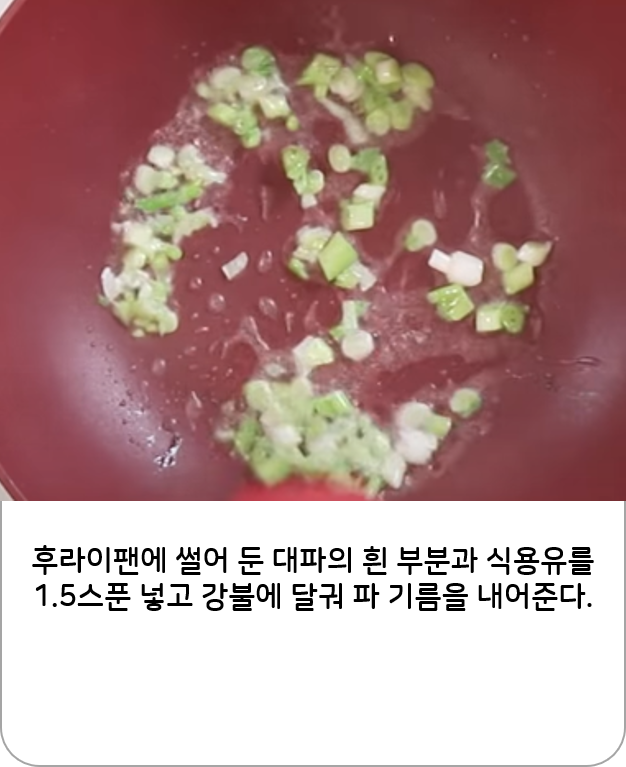 후라이팬에 썰어 둔 대파의 흰 부분과 식용유를
1.5스푼 넣고 강불에 달궈 파 기름을 내어준다.